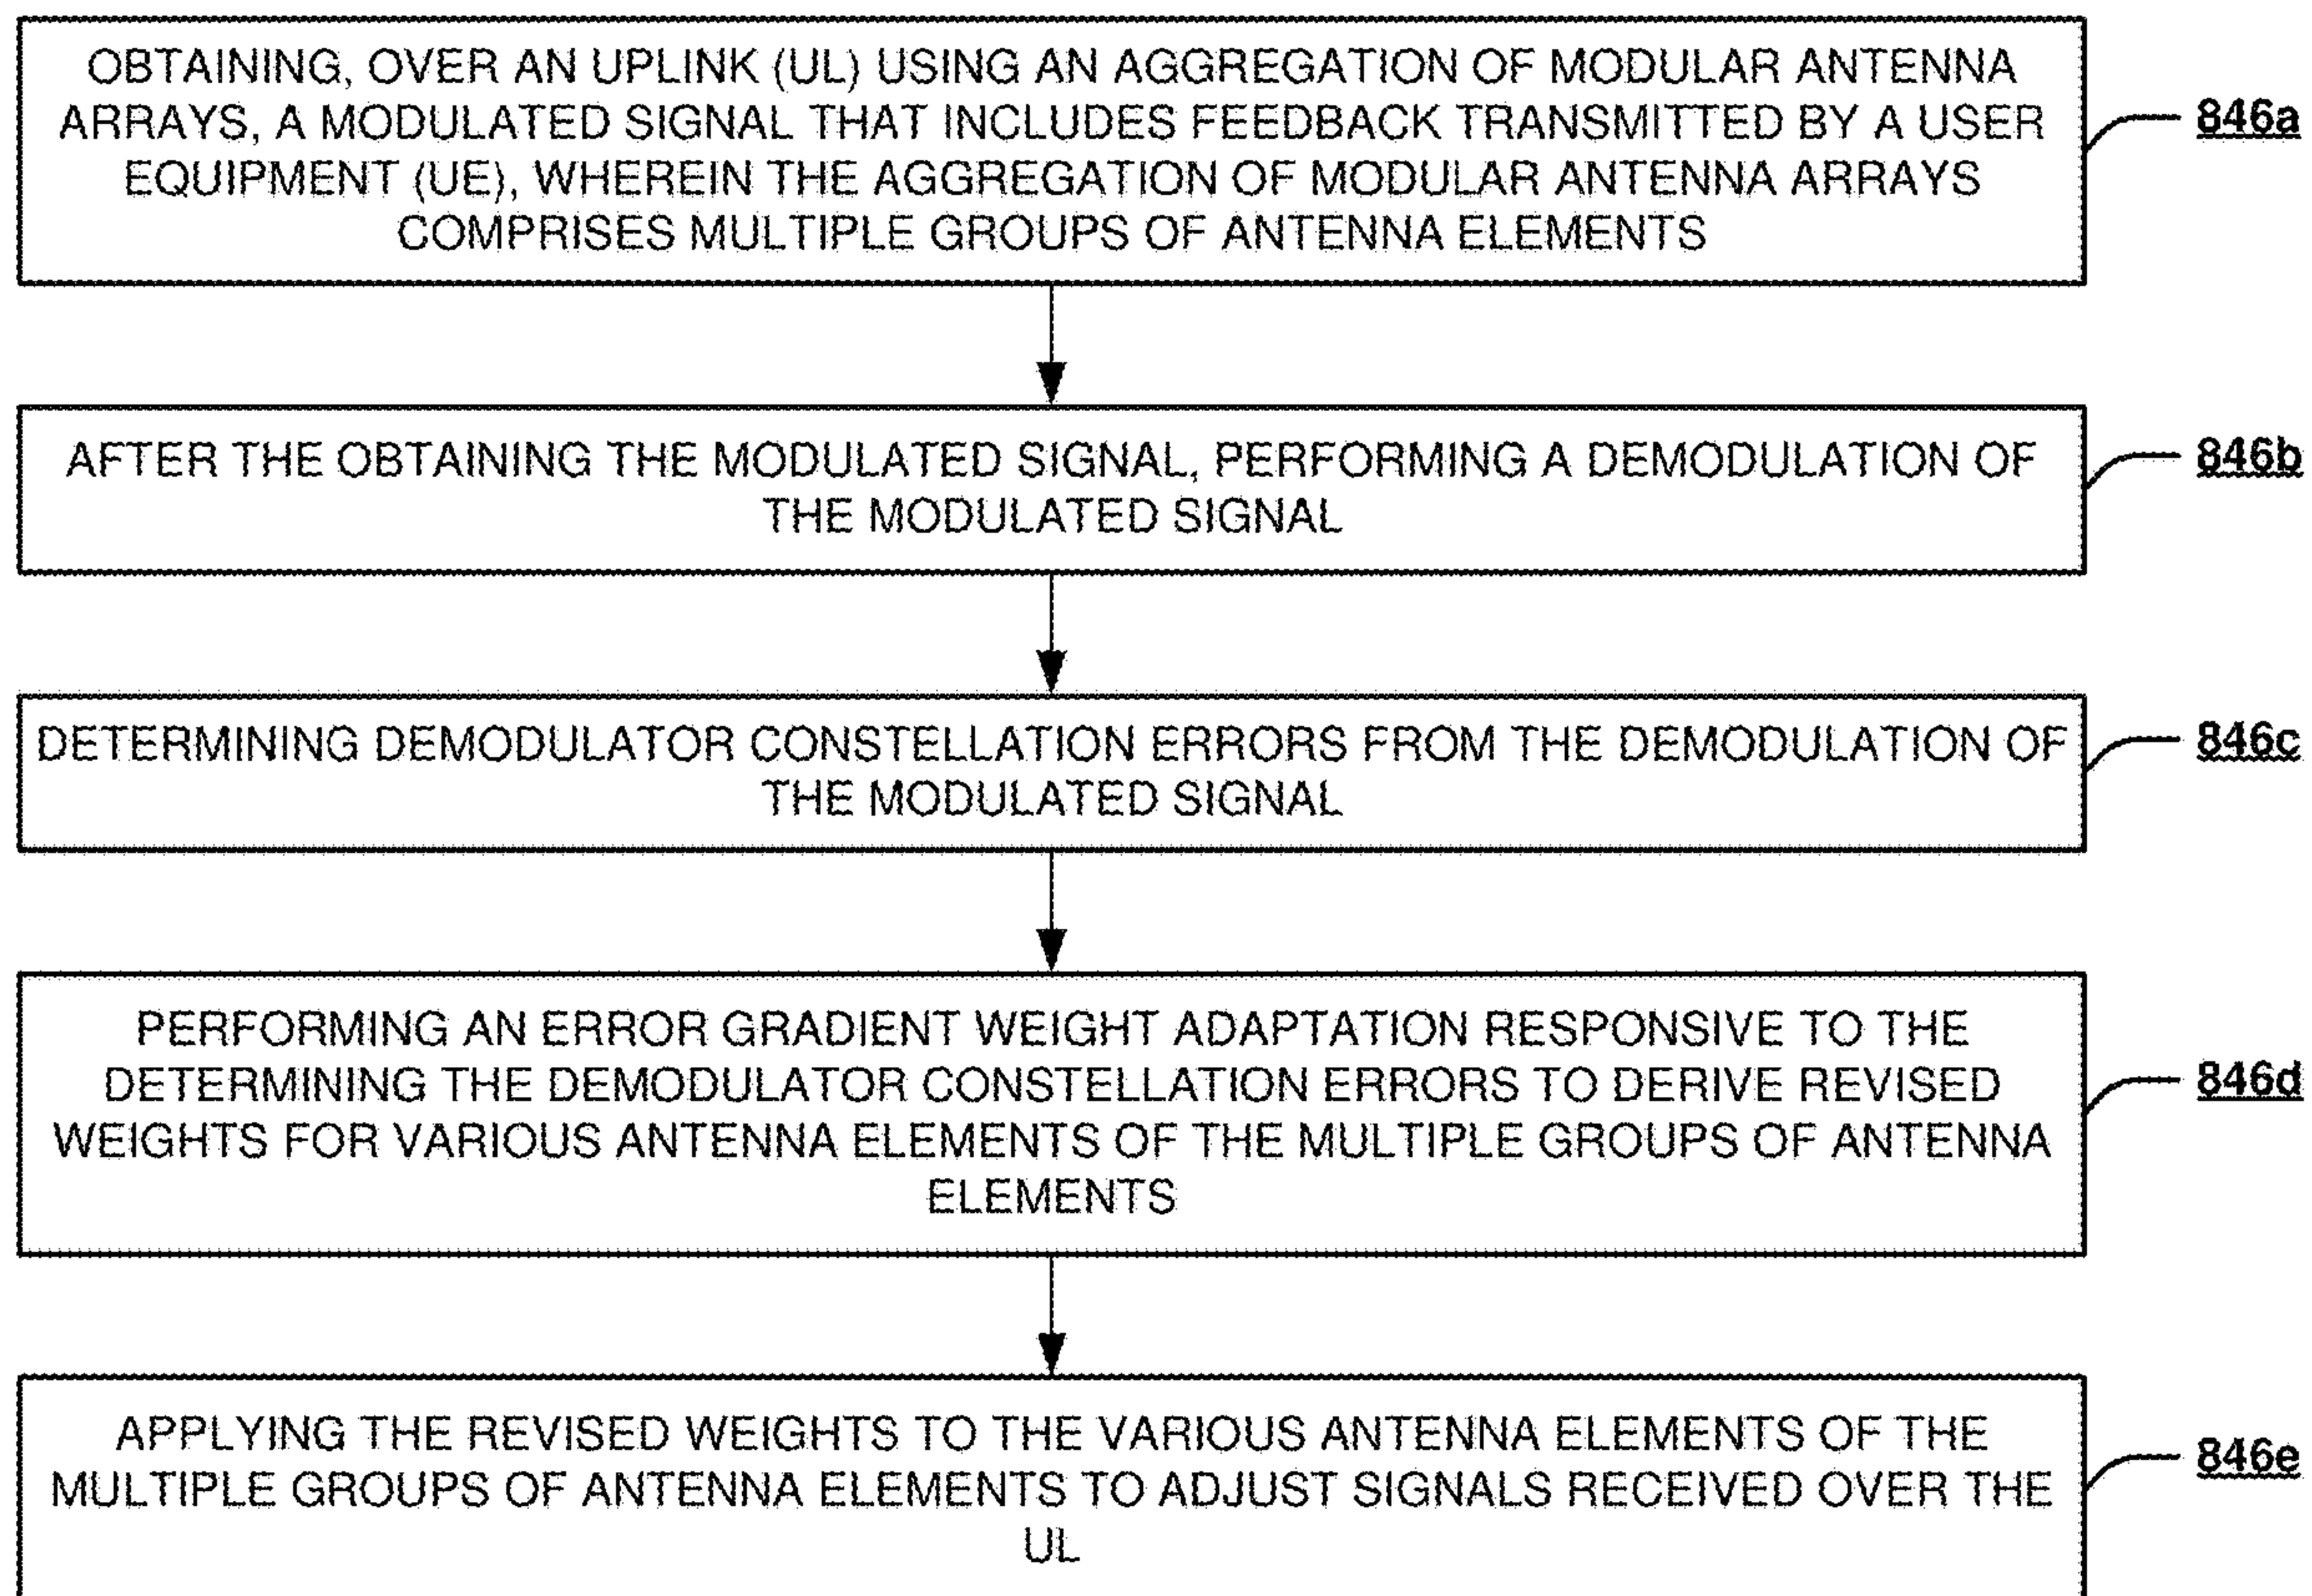 OBTAINING, OVER AN UPLINK (UL) USING AN AGGREGATION OF MODULAR ANTENNA
ARRAYS, A MODULATED SIGNAL THAT INCLUDES FEEDBACK TRANSMITTED BY A USER
EQUIPMENT (UE), WHEREIN THE AGGREGATION OF MODULAR ANTENNA ARRAYS
COMPRISES MULTIPLE GROUPS OF ANTENNA ELEMENTS
846a
AFTER THE OBTAINING THE MODULATED SIGNAL, PERFORMING A DEMODULATION OF
THE MODULATED SIGNAL
846b
DETERMINING DEMODULATOR CONSTELLATION ERRORS FROM THE DEMODULATION OF
THE MODULATED SIGNAL
846c
PERFORMING AN ERROR GRADIENT WEIGHT ADAPTATION RESPONSIVE TO THE
DETERMINING THE DEMODULATOR CONSTELLATION ERRORS TO DERIVE REVISED
WEIGHTS FOR VARIOUS ANTENNA ELEMENTS OF THE MULTIPLE GROUPS OF ANTENNA
ELEMENTS
846d
APPLYING THE REVISED WEIGHTS TO THE VARIOUS ANTENNA ELEMENTS OF THE
MULTIPLE GROUPS OF ANTENNA ELEMENTS TO ADJUST SIGNALS RECEIVED OVER THE
UL
846e